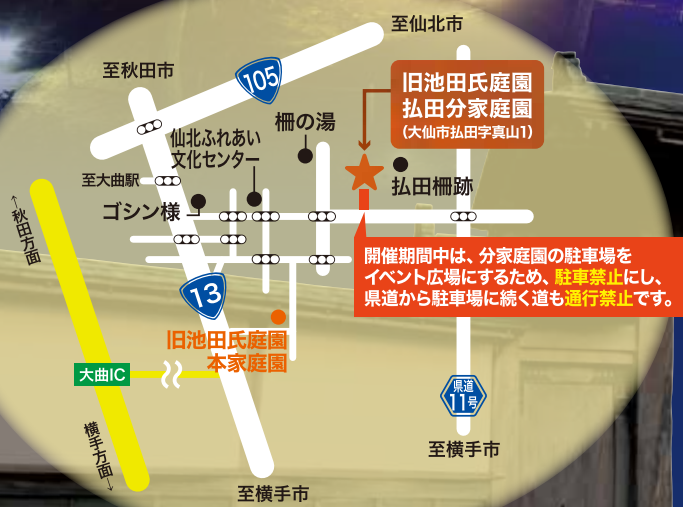 至仙北市
至秋田市
105
旧池田氏庭園
払田分家庭園
(大仙市払田字真山1)
柵の湯
仙北ふれあい
文化センター
至大曲駅
払田柵跡
ゴシン様
←秋田方面
開催期間中は、分家庭園の駐車場を
イベント広場にするため、駐車禁止にし、
県道から駐車場に続く道も通行禁止です。
13
旧池田氏庭園
本家庭園
大曲IC
県道
11号
横手方面→
至横手市
至横手市